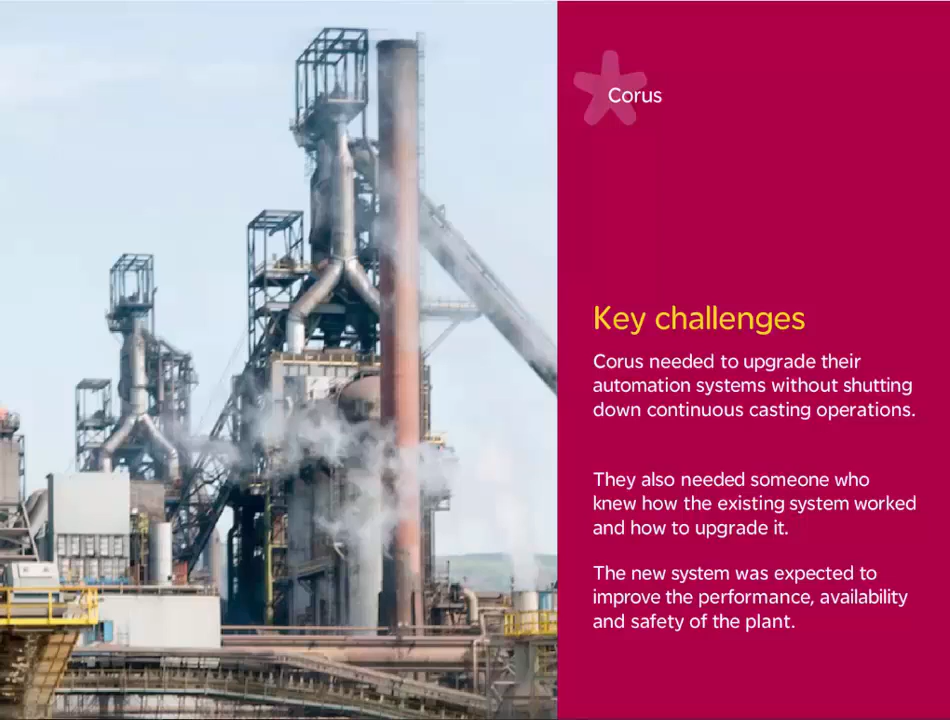 Corus
Key challenges
Corus needed to upgrade their
automation systems without shutting
down continuous casting operations.
They also needed someone who
knew how the existing system worked
and how to upgrade it.
The new system was expected to
improve the performance, availability
and safety of the plant.